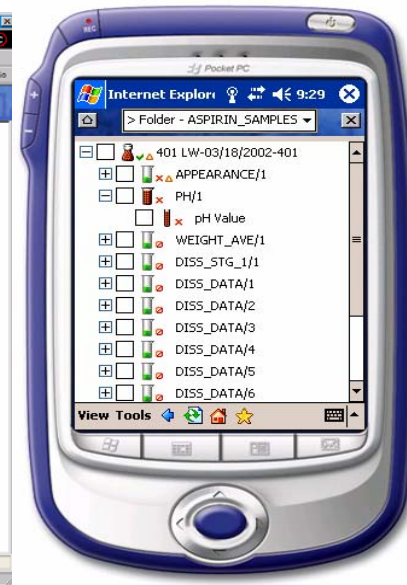 REC
Pocket PC
Internet Explor 9:29
> Folder - ASPIRIN_SAMPLES
401 LW-03/18/2002-401
APPEARANCE/1
PH/1
pH Value
WEIGHT_AVE/1
DISS_STG_1/1
DISS_DATA/1
DISS_DATA/2
DISS_DATA/3
DISS_DATA/4
DISS_DATA/5
DISS_DATA/6
View Tools